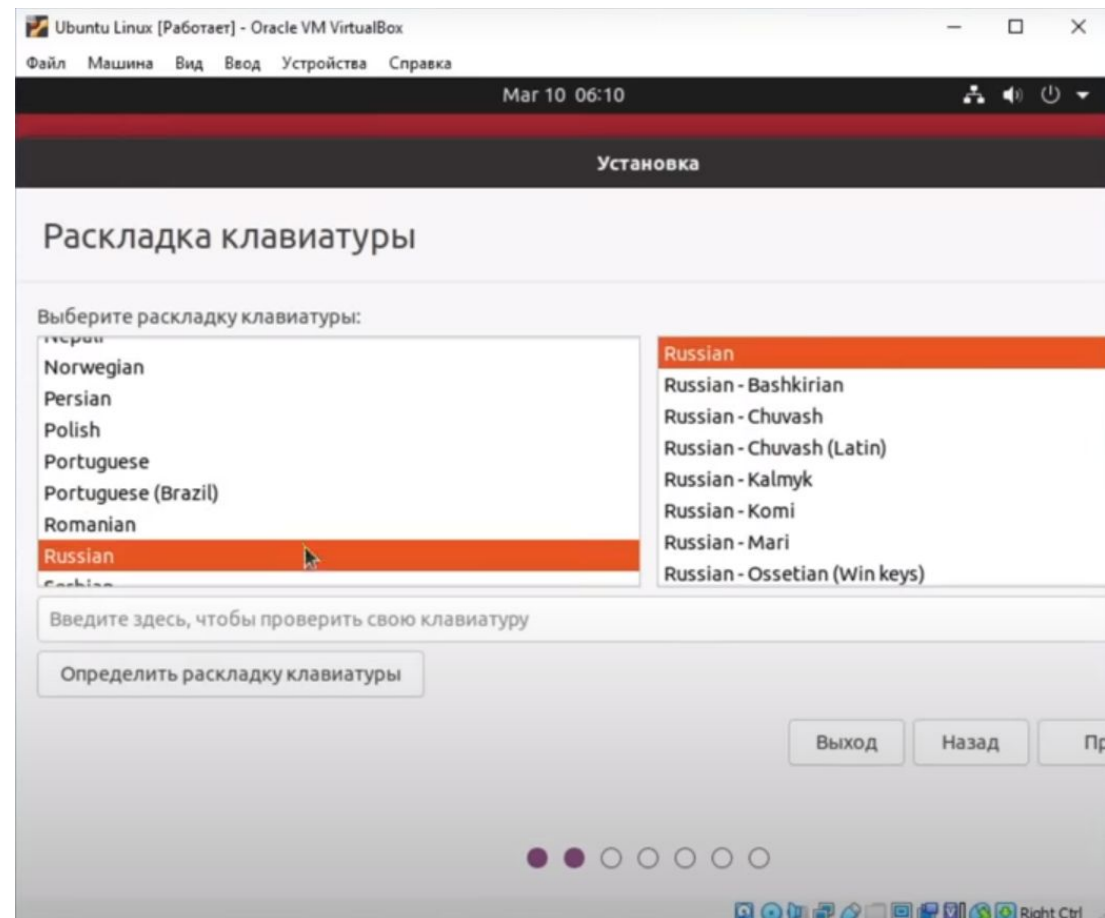 Ubuntu Linux [Работает] - Oracle VM VirtualBox
Файл Машина Вид Ввод Устройства Справка
Mar 10 06:10
Установка
Раскладка клавиатуры
Выберите раскладку клавиатуры:
Nepali
Norwegian
Persian
Polish
Portuguese
Portuguese (Brazil)
Romanian
Russian
Serbian
Russian
Russian - Bashkirian
Russian - Chuvash
Russian - Chuvash (Latin)
Russian - Kalmyk
Russian - Komi
Russian - Mari
Russian - Ossetian (Win keys)
Введите здесь, чтобы проверить свою клавиатуру
Определить раскладку клавиатуры
Выход Назад Пр
Right Ctrl